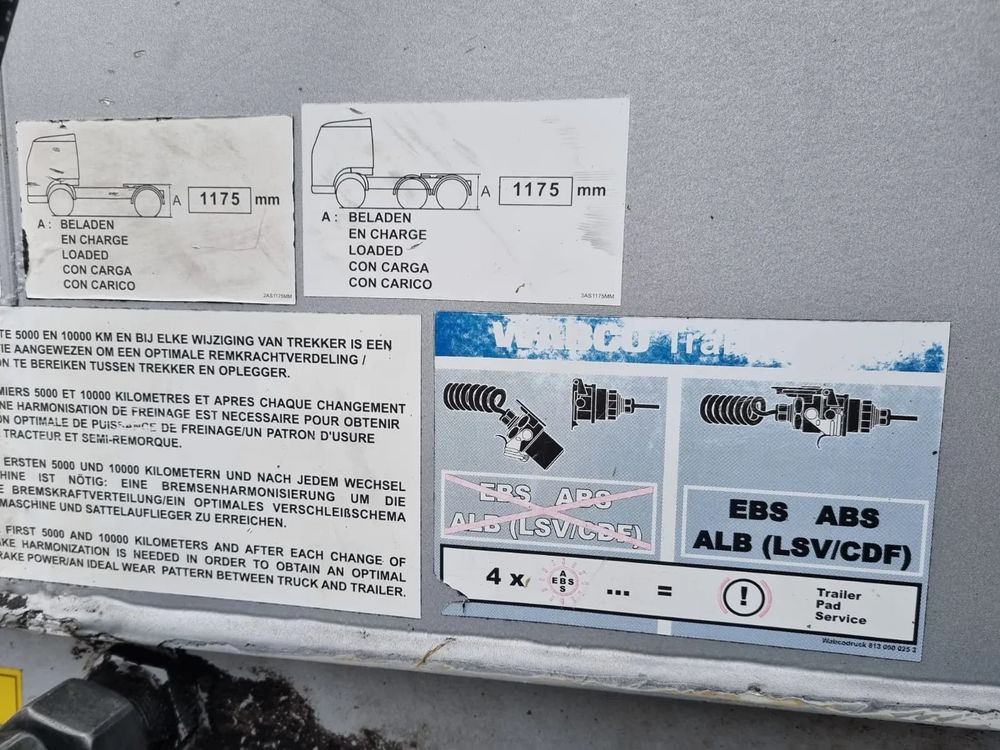 A 1175 mm
A : BELADEN
EN CHARGE
LOADED
CON CARGA
CON CARICO
2AS1175MM
A 1175 mm
A : BELADEN
EN CHARGE
LOADED
CON CARGA
CON CARICO
3AS1175MM
5000 EN 10000 KM EN BIJ ELKE WIJZIGING VAN TREKKER IS EEN
AANGEWEZEN OM EEN OPTIMALE REMKRACHTVERDELING /
TE BEREIKEN TUSSEN TREKKER EN OPLEGGER.
5000 ET 10000 KILOMETRES ET APRES CHAQUE CHANGEMENT
HARMONISATION DE FREINAGE EST NECESSAIRE POUR OBTENIR
OPTIMALE DE PUISSANCE DE FREINAGE/UN PATRON D'USURE
TRACTEUR ET SEMI-REMORQUE.
ERSTEN 5000 UND 10000 KILOMETERN UND NACH JEDEM WECHSEL
IST NÖTIG: EINE BREMSENHARMONISIERUNG UM DIE
BREMSKRAFTVERTEILUNG/EIN OPTIMALES VERSCHLEIßSCHEMA
MASCHINE UND SATTELAUFLIEGER ZU ERREICHEN.
FIRST 5000 AND 10000 KILOMETERS AND AFTER EACH CHANGE OF
HARMONIZATION IS NEEDED IN ORDER TO OBTAIN AN OPTIMAL
POWER/AN IDEAL WEAR PATTERN BETWEEN TRUCK AND TRAILER.
WABCO
EBS ABS
ALB (LSV/CDF)
EBS ABS
ALB (LSV/CDF)
4 x
A
EBS
S
... = !
Trailer
Pad
Service
Wabcodruck 813 000 025 3